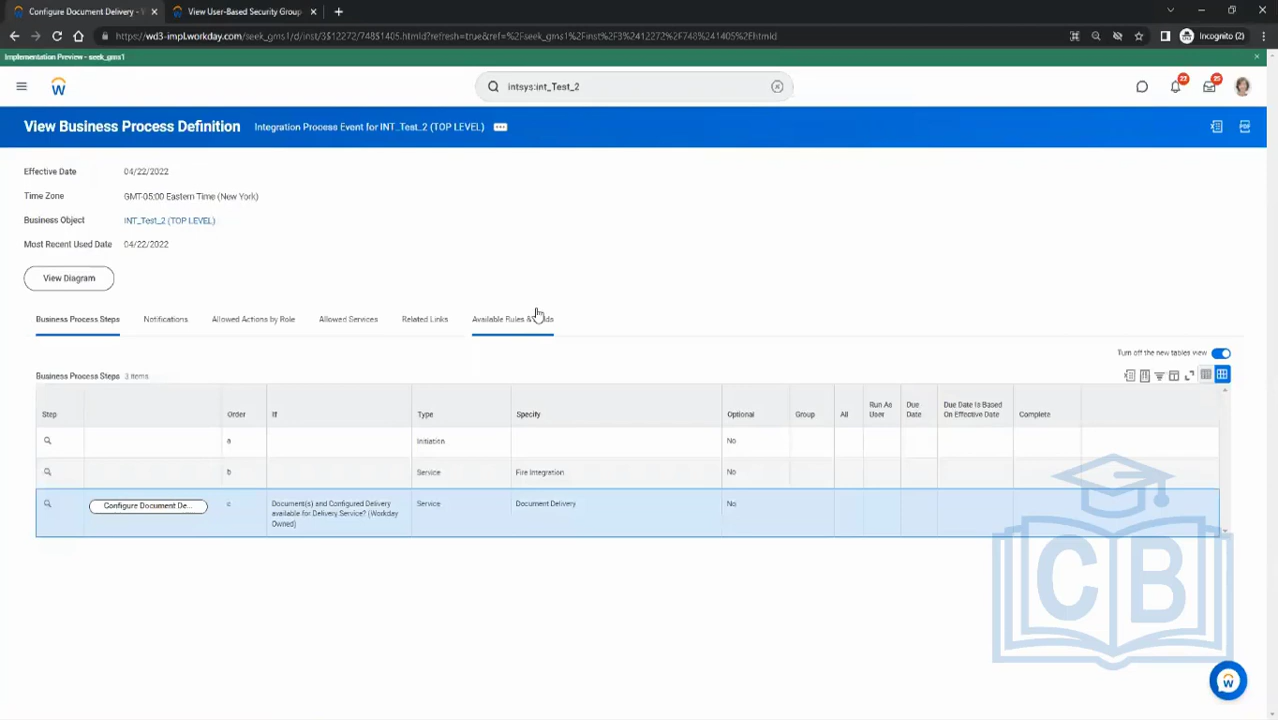 Configure Document Delivery - W
View User-Based Security Group
https://wd3-impl.workday.com/seek_gms1/d/inst/3$12272/748$1405.htmld?refresh=true&ref=%2Fseek_gms1%2Finst%2F3%2412272%2F748%241405%2Ehtmld
Incognito (2)
Implementation Preview - seek_gms1
intsys:int_Test_2
22
25
View Business Process Definition
Integration Process Event for INT_Test_2 (TOP LEVEL)
Effective Date 04/22/2022
Time Zone GMT-05:00 Eastern Time (New York)
Business Object INT_Test_2 (TOP LEVEL)
Most Recent Used Date 04/22/2022
View Diagram
Business Process Steps Notifications Allowed Actions by Role Allowed Services Related Links Available Rules &
Turn off the new tables view
Business Process Steps 3 items
Step Order If Type Specify Optional Group All Run As User Due Date Due Date Is Based On Effective Date Complete
a Initiation No
b Service Fire Integration No
Configure Document De... c Document(s) and Configured Delivery available for Delivery Service? (Workday Owned) Service Document Delivery No
CB